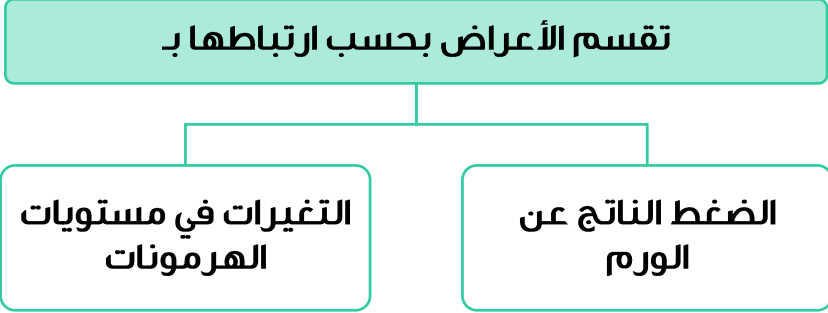 تقسم الأعراض بحسب ارتباطها بـ
الضغط الناتج عن
الورم
التغيرات في مستويات
الهرمونات